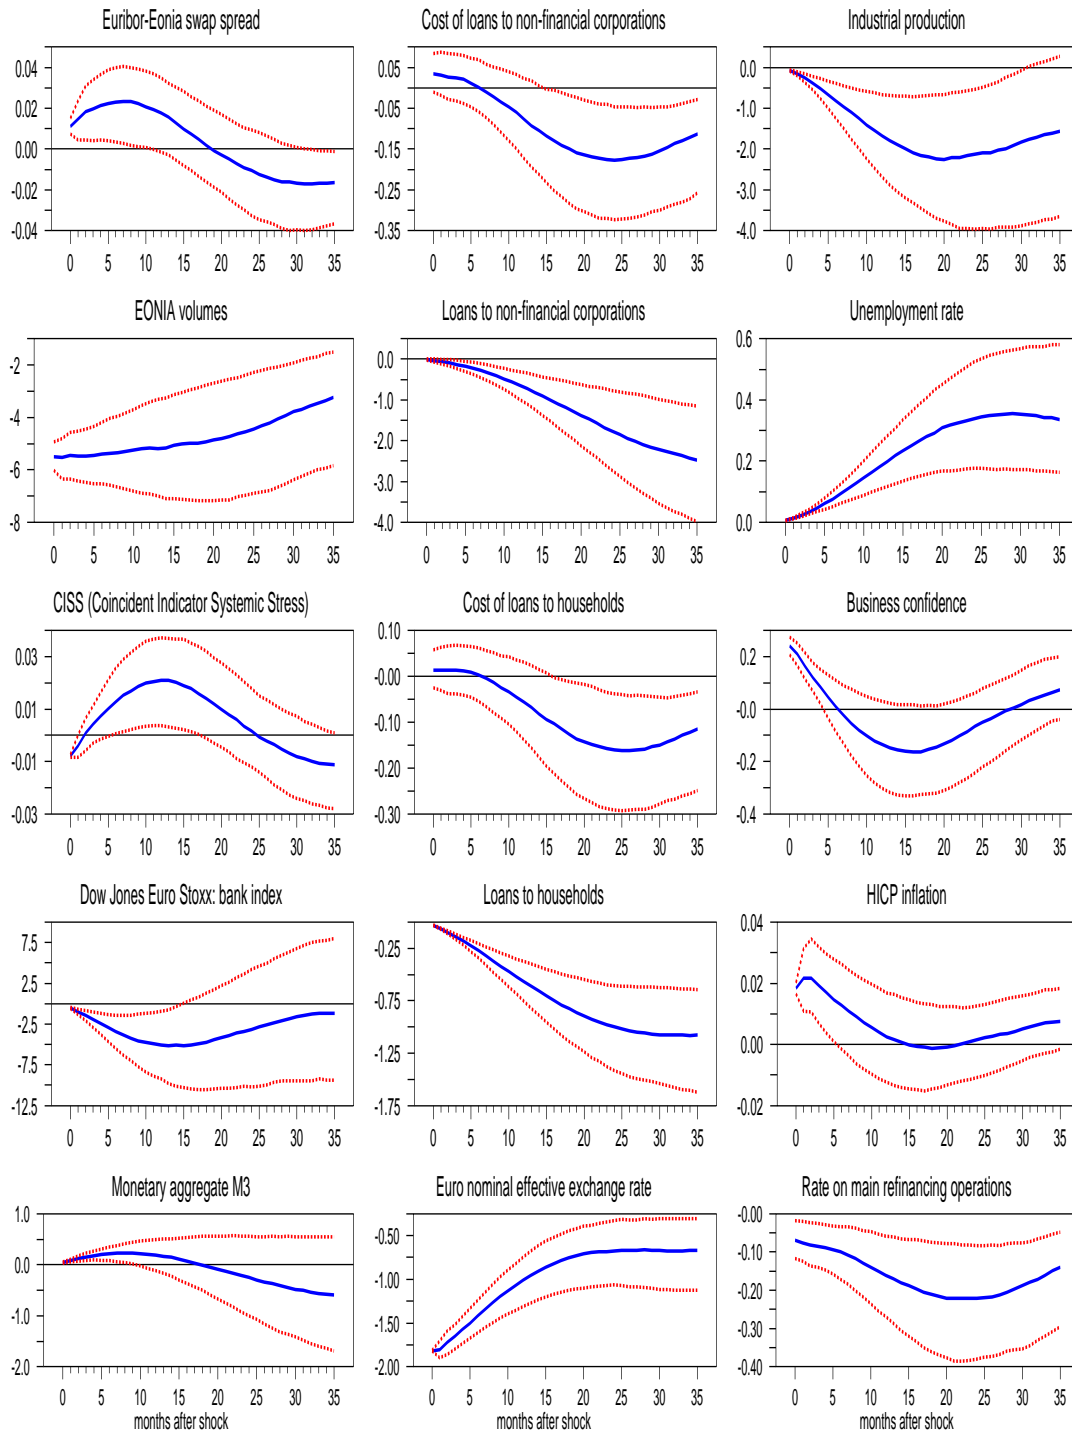 Euribor-Eonia swap spread
0.04
0.02
0.00
-0.02
-0.04
0 5 10 15 20 25 30 35
Cost of loans to non-financial corporations
0.05
-0.05
-0.15
-0.25
-0.35
0 5 10 15 20 25 30 35
Industrial production
0.0
-1.0
-2.0
-3.0
-4.0
0 5 10 15 20 25 30 35
EONIA volumes
-2
-4
-6
-8
0 5 10 15 20 25 30 35
Loans to non-financial corporations
0.0
-1.0
-2.0
-3.0
-4.0
0 5 10 15 20 25 30 35
Unemployment rate
0.6
0.4
0.2
0.0
0 5 10 15 20 25 30 35
CISS (Coincident Indicator Systemic Stress)
0.03
0.01
-0.01
-0.03
0 5 10 15 20 25 30 35
Cost of loans to households
0.10
-0.00
-0.10
-0.20
-0.30
0 5 10 15 20 25 30 35
Business confidence
0.2
-0.0
-0.2
-0.4
0 5 10 15 20 25 30 35
Dow Jones Euro Stoxx: bank index
7.5
2.5
-2.5
-7.5
-12.5
0 5 10 15 20 25 30 35
Loans to households
-0.25
-0.75
-1.25
-1.75
0 5 10 15 20 25 30 35
HICP inflation
0.04
0.02
0.00
-0.02
0 5 10 15 20 25 30 35
Monetary aggregate M3
1.0
0.0
-1.0
-2.0
0 5 10 15 20 25 30 35
months after shock
Euro nominal effective exchange rate
-0.50
-1.00
-1.50
-2.00
0 5 10 15 20 25 30 35
months after shock
Rate on main refinancing operations
-0.00
-0.10
-0.20
-0.30
-0.40
0 5 10 15 20 25 30 35
months after shock